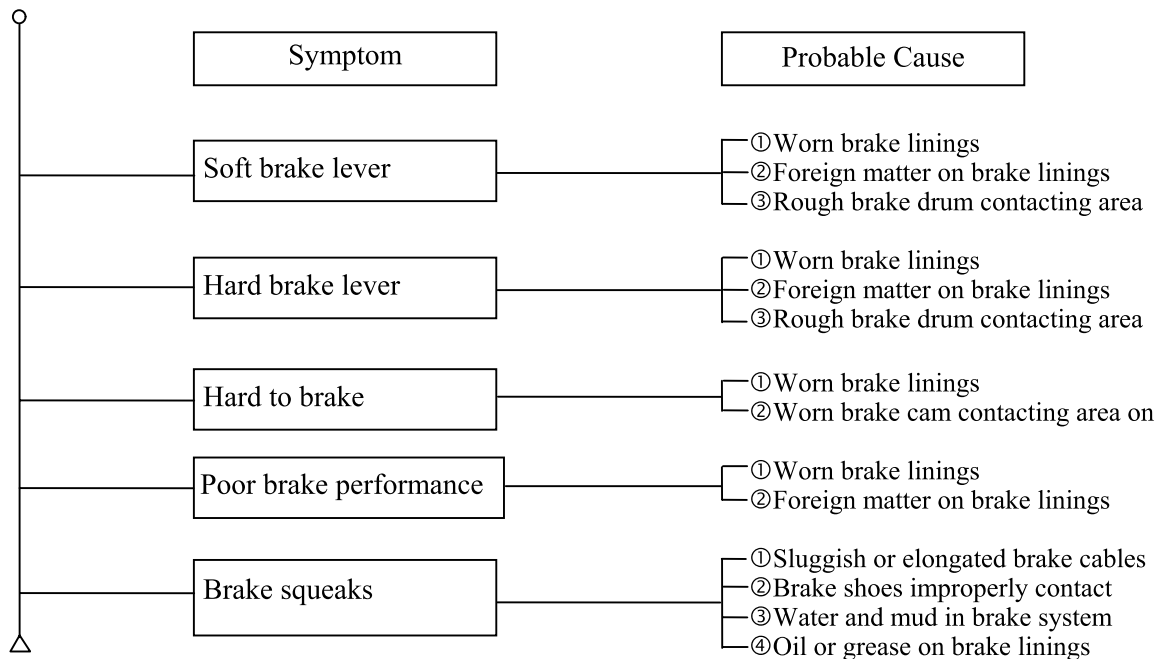 Symptom
Probable Cause
Soft brake lever
①Worn brake linings
②Foreign matter on brake linings
③Rough brake drum contacting area
Hard brake lever
①Worn brake linings
②Foreign matter on brake linings
③Rough brake drum contacting area
Hard to brake
①Worn brake linings
②Worn brake cam contacting area on
Poor brake performance
①Worn brake linings
②Foreign matter on brake linings
Brake squeaks
①Sluggish or elongated brake cables
②Brake shoes improperly contact
③Water and mud in brake system
④Oil or grease on brake linings